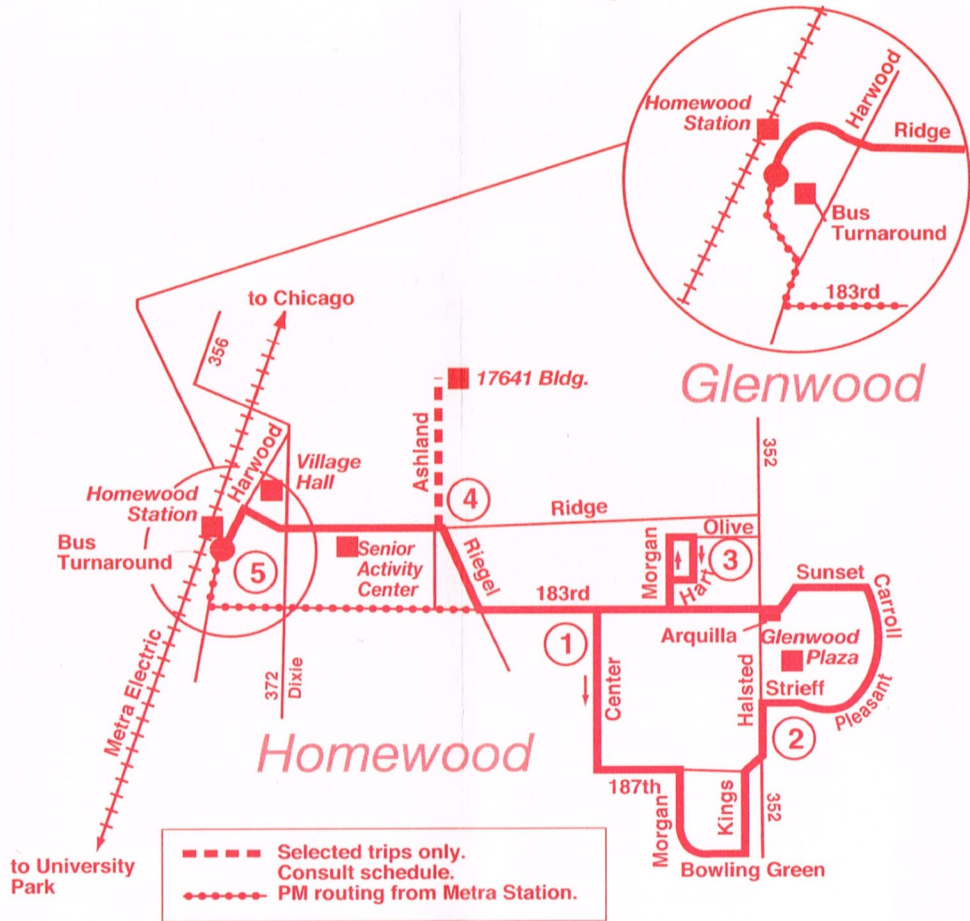 Homewood
Station
Harwood
Ridge
Bus
Turnaround
183rd
Glenwood
to Chicago
356
17641 Bldg.
Ashland
352
Harwood
Village
Hall
Homewood
Station
4
Ridge
Olive
Bus
Turnaround
5
Senior
Activity
Center
Riegel
Morgan
Hart
3
Sunset
Carroll
183rd
Arquilla
Glenwood
Plaza
1
Metra Electric
372
Dixie
Center
Halsted
Strieff
Pleasant
2
Homewood
187th
Morgan
Kings
352
Bowling Green
to University
Park
Selected trips only.
Consult schedule.
PM routing from Metra Station.